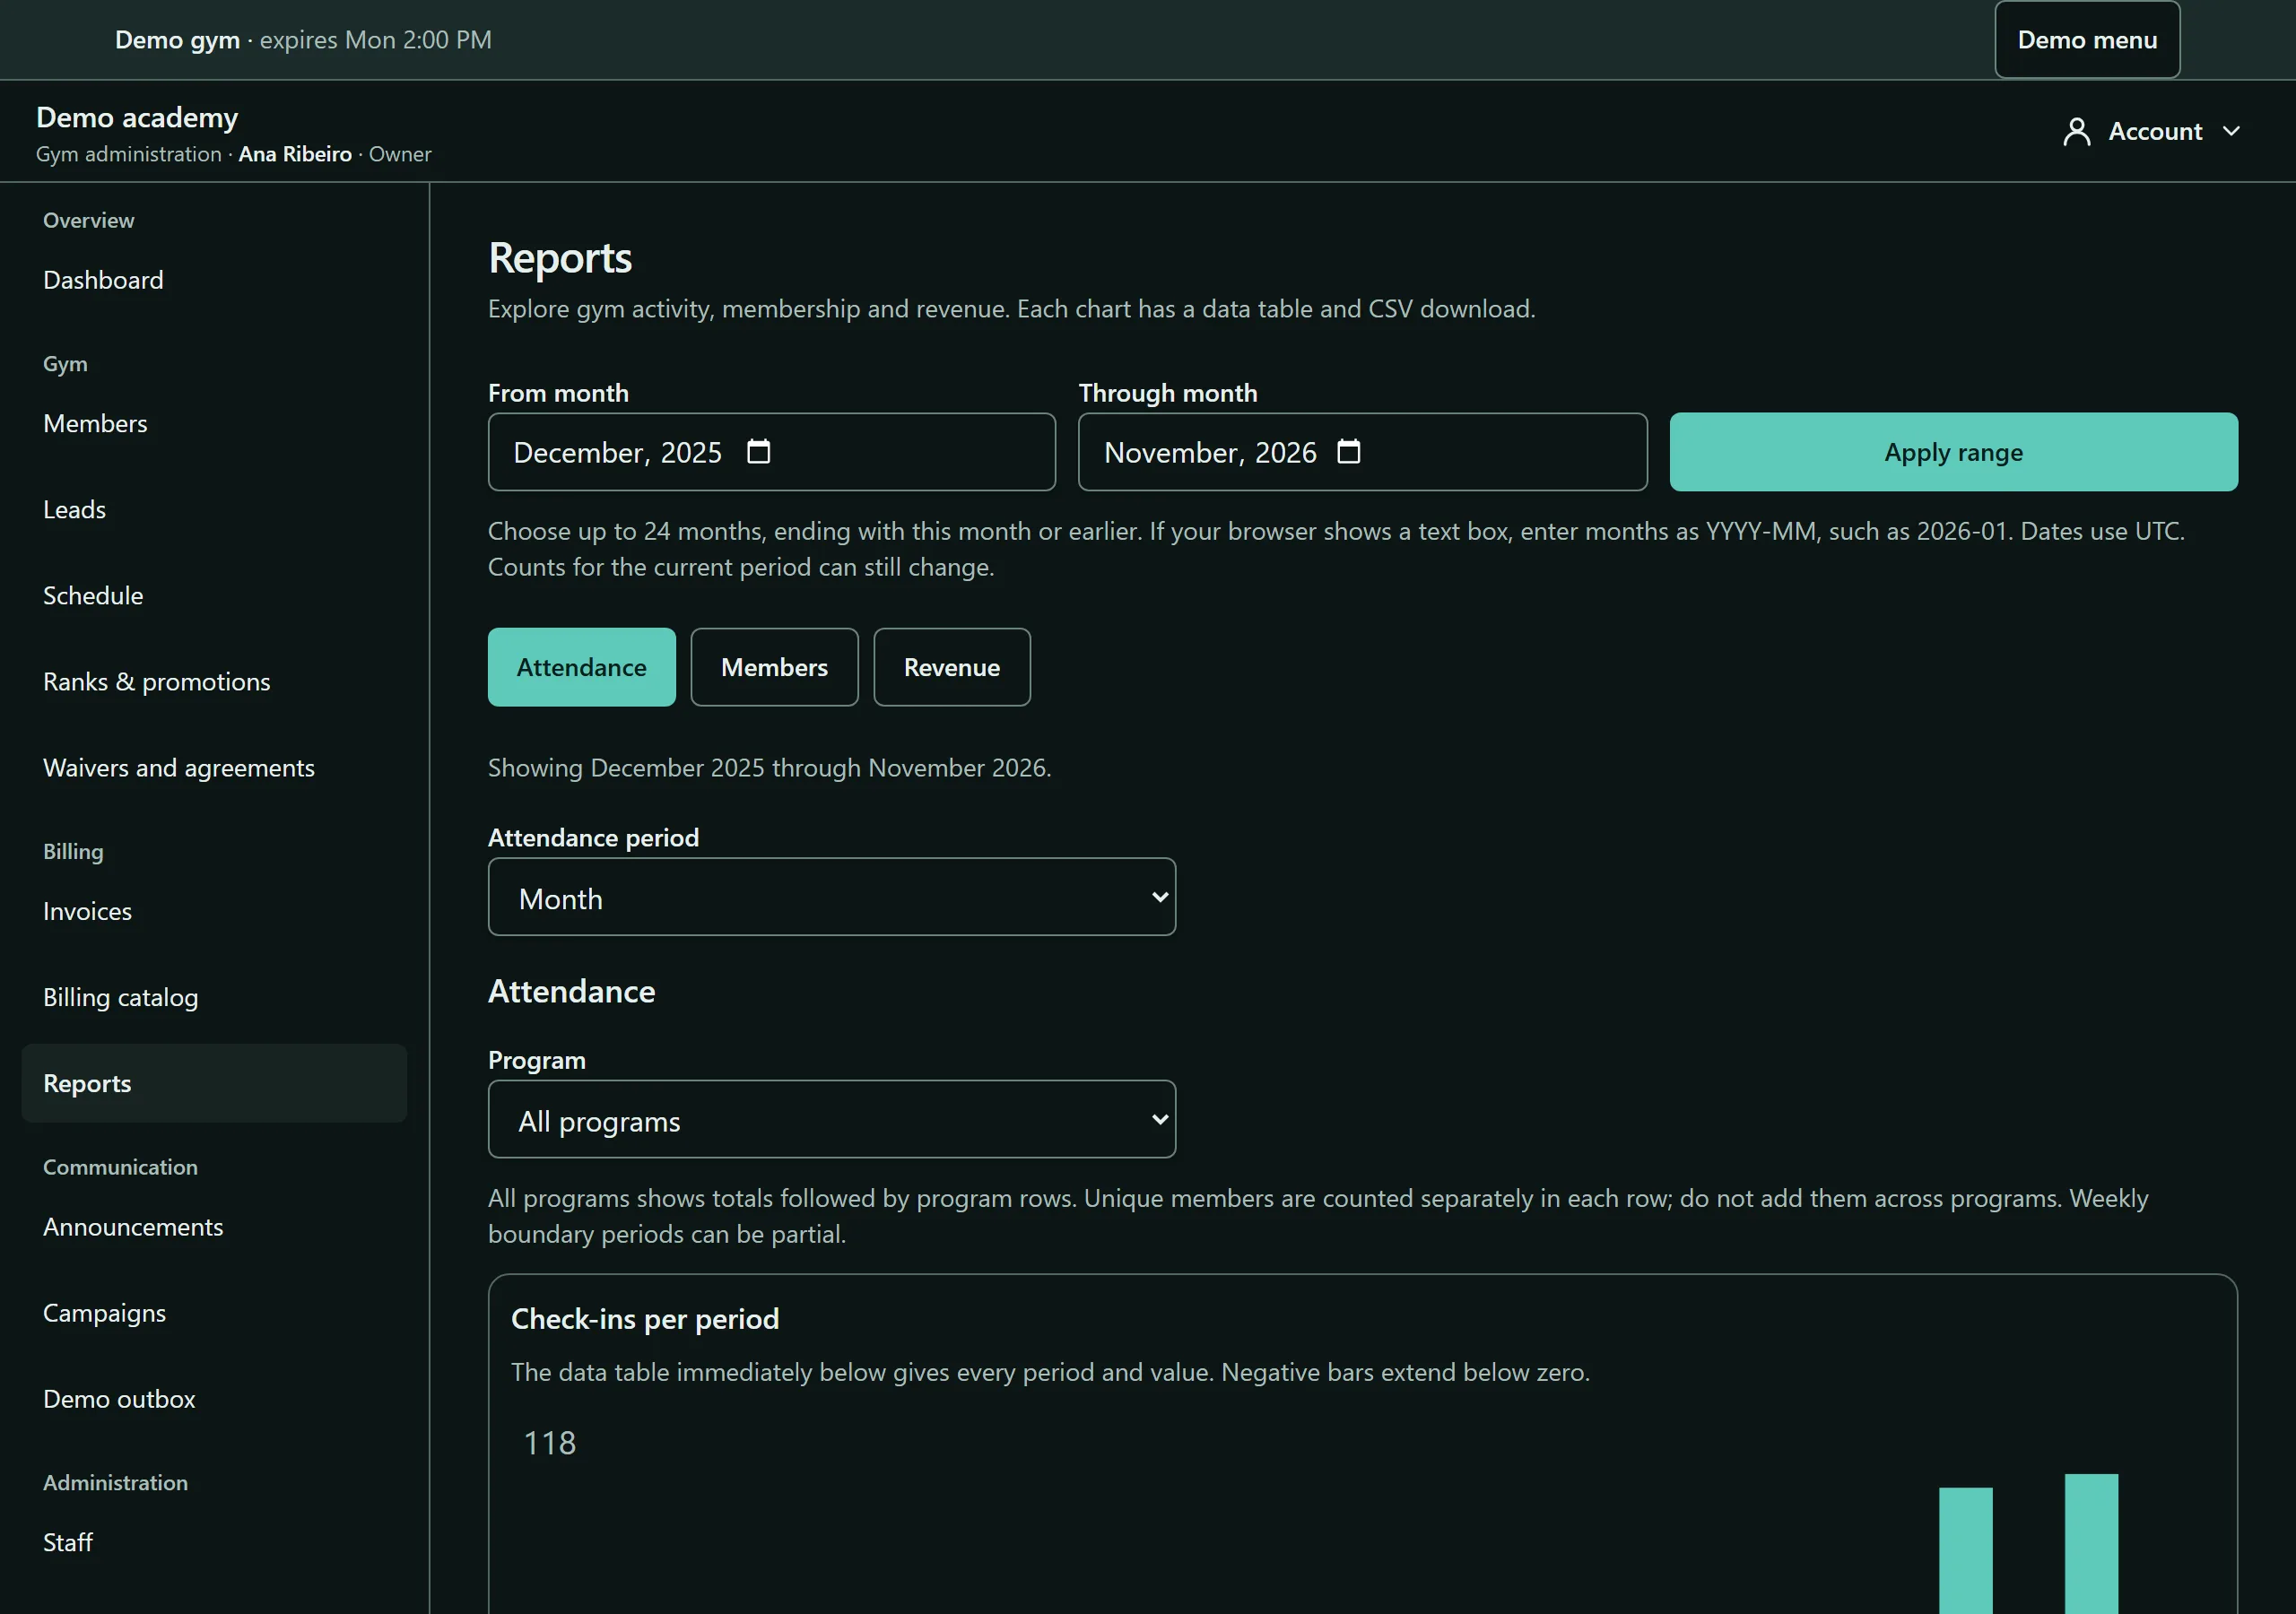 Demo gym · expires Mon 2:00 PM
Demo menu
Demo academy
Gym administration · Ana Ribeiro · Owner
Account
Overview
Dashboard
Gym
Members
Leads
Schedule
Ranks & promotions
Waivers and agreements
Billing
Invoices
Billing catalog
Reports
Communication
Announcements
Campaigns
Demo outbox
Administration
Staff
Reports
Explore gym activity, membership and revenue. Each chart has a data table and CSV download.
From month
December, 2025
Through month
November, 2026
Apply range
Choose up to 24 months, ending with this month or earlier. If your browser shows a text box, enter months as YYYY-MM, such as 2026-01. Dates use UTC.
Counts for the current period can still change.
Attendance
Members
Revenue
Showing December 2025 through November 2026.
Attendance period
Month
Attendance
Program
All programs
All programs shows totals followed by program rows. Unique members are counted separately in each row; do not add them across programs. Weekly
boundary periods can be partial.
Check-ins per period
The data table immediately below gives every period and value. Negative bars extend below zero.
118